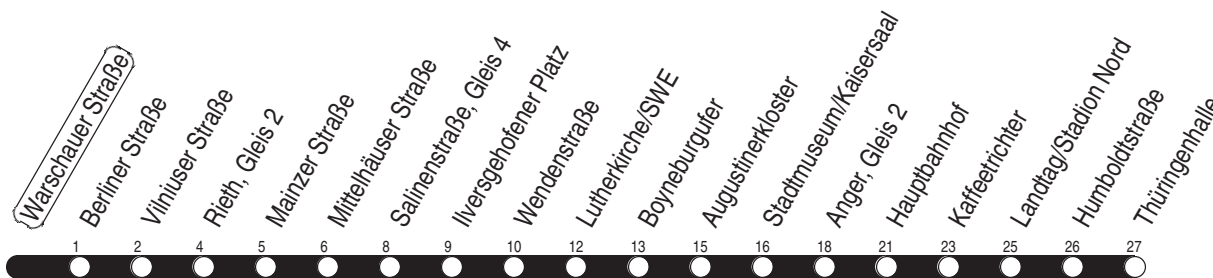 Warschauer Straße
Berliner Straße
Vilniuser Straße
Rieth, Gleis 2
Mainzer Straße
Mittelhäuser Straße
Salinenstraße, Gleis 4
Ilversgehofener Platz
Wendenstraße
Lutherkirche/SWE
Boyneburgufer
Augustinerkloster
Stadtmuseum/Kaisersaal
Anger, Gleis 2
Hauptbahnhof
Kaffeetrichter
Landtag/Stadion Nord
Humboldtstraße
Thüringenhalle
1 2 4 5 6 8 9 10 12 13 15 16 18 21 23 25 26 27